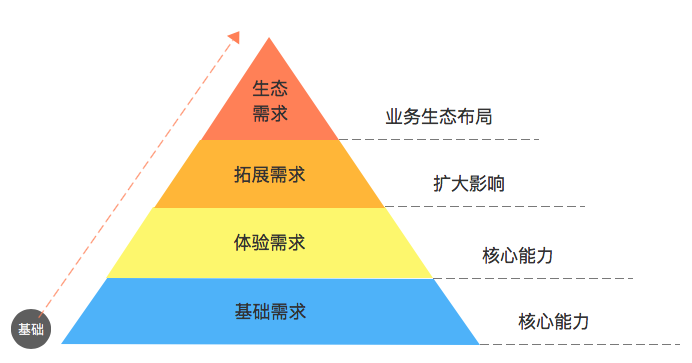 生态
需求
业务生态布局
拓展需求
扩大影响
体验需求
核心能力
基础需求
核心能力
基础